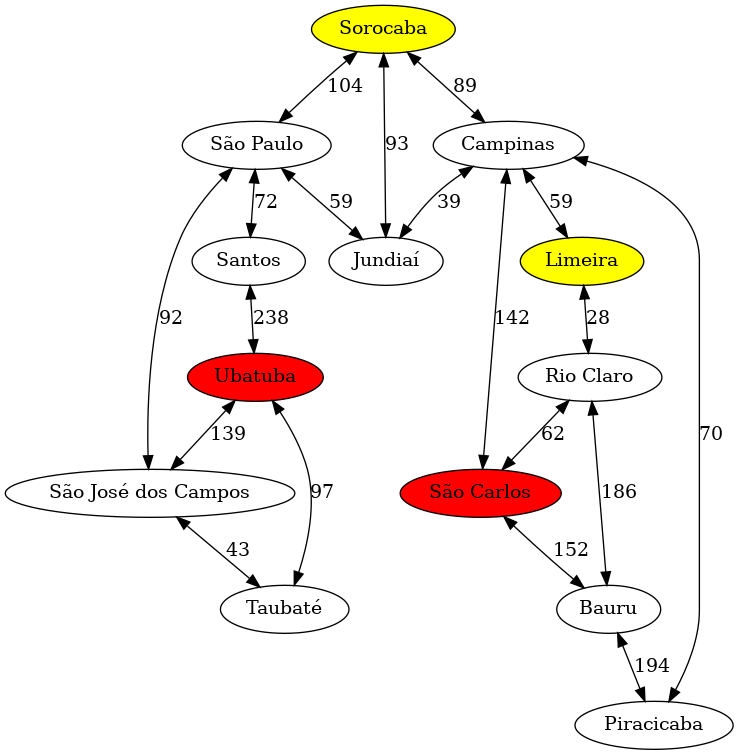 Sorocaba
104
89
São Paulo
93
Campinas
72
59
39
59
Santos
Jundiaí
Limeira
92
238
142
28
Ubatuba
Rio Claro
139
62
70
São José dos Campos
97
São Carlos
186
43
152
Taubaté
Bauru
194
Piracicaba